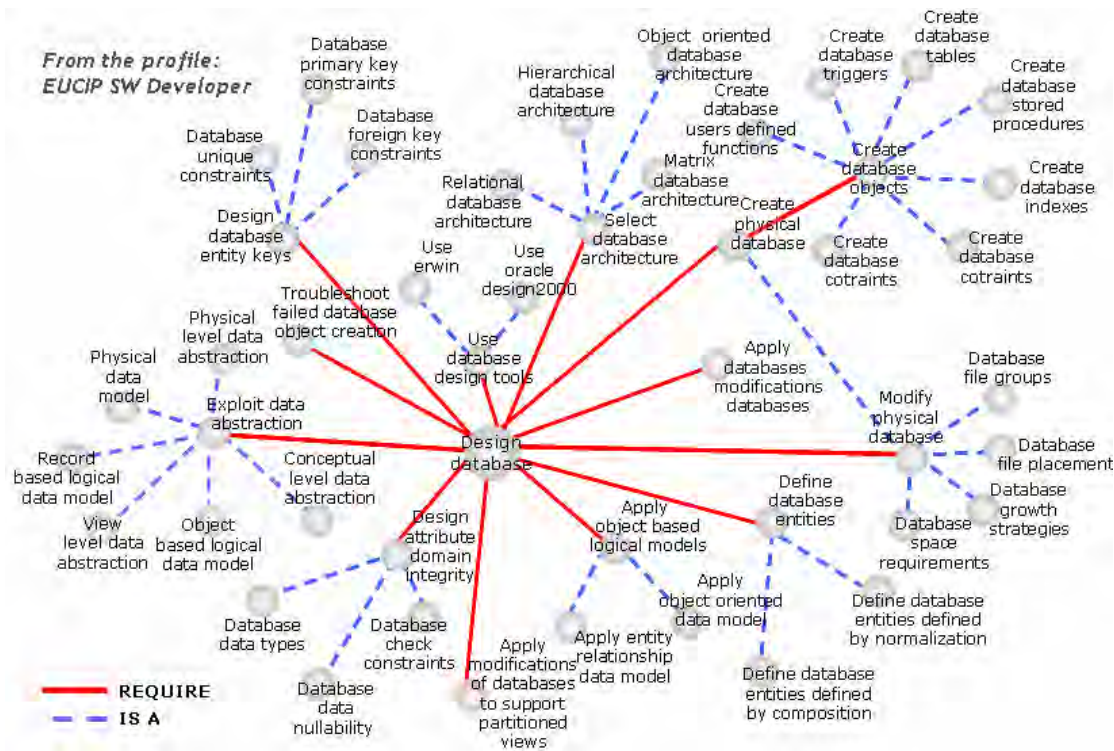 From the profile:
EUCIP SW Developer
Database
primary key
constraints
Database
unique
constraints
Database
foreign key
constraints
Design
database
entity keys
Hierarchical
database
architecture
Object oriented
database
architecture
Relational
database
architecture
Matrix
database
architecture
Select
database
architecture
Create
database
users defined
functions
Create
database
triggers
Create
database
tables
Create
database
stored
procedures
Create
database
objects
Create
database
indexes
Create
database
cotraints
Create
database
cotraints
Create
physical
database
Use
erwin
Use
oracle
design2000
Use
database
design tools
Troubleshoot
failed database
object creation
Physical
level data
abstraction
Physical
data
model
Exploit data
abstraction
Record
based logical
data model
View
level data
abstraction
Object
based logical
data model
Conceptual
level data
abstraction
Design
database
Apply
databases
modifications
databases
Modify
physical
database
Database
file groups
Database
file placement
Database
growth
strategies
Database
space
requirements
Define
database
entities
Define database
entities defined
by normalization
Define database
entities defined
by composition
Apply
object based
logical models
Apply
object oriented
data model
Apply entity
relationship
data model
Design
attribute
domain
integrity
Database
data types
Database
check
constraints
Database
data
nullability
Apply
modifications
of databases
to support
partitioned
views
REQUIRE
IS A